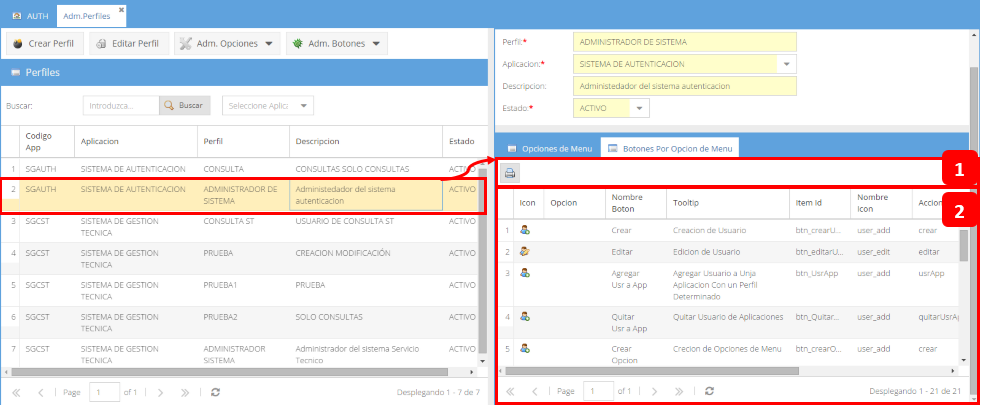 AUTH
Adm.Perfiles
Crear Perfil
Editar Perfil
Adm. Opciones
Adm. Botones
Perfiles
Buscar:
Introduzca...
Buscar
Seleccione Aplic
Codigo App
Aplicacion
Perfil
Descripcion
Estado
1 SGAUTH SISTEMA DE AUTENTICACION CONSULTA CONSULTAS SOLO CONSULTAS ACTIVO
2 SGAUTH SISTEMA DE AUTENTICACION ADMINISTRADOR DE SISTEMA Administedador del sistema autenticacion ACTIVO
3 SGCST SISTEMA DE GESTION TECNICA CONSULTA ST USUARIO DE CONSULTA ST ACTIVO
4 SGCST SISTEMA DE GESTION TECNICA PRUEBA CREACION MODIFICACIÓN ACTIVO
5 SGCST SISTEMA DE GESTION TECNICA PRUEBA1 PRUEBA ACTIVO
6 SGCST SISTEMA DE GESTION TECNICA PRUEBA2 SOLO CONSULTAS ACTIVO
7 SGCST SISTEMA DE GESTION TECNICA ADMINISTRADOR SISTEMA Administrador del sistema Servicio Tecnico ACTIVO
Page 1 of 1
Desplegando 1 - 7 de 7
Perfil:* ADMINISTRADOR DE SISTEMA
Aplicacion:* SISTEMA DE AUTENTICACION
Descripcion: Administedador del sistema autenticacion
Estado:* ACTIVO
Opciones de Menu
Botones Por Opcion de Menu
1
2
Icon
Opcion
Nombre Boton
Tooltip
Item Id
Nombre Icon
Accion
1 Crear Creacion de Usuario btn_crearU... user_add crear
2 Editar Edicion de Usuario btn_editarU... user_edit editar
3 Agregar Usr a App Agregar Usuario a Unja Aplicacion Con un Perfil Determinado btn_UsrApp user_add usrApp
4 Quitar Usr a App Quitar Usuario de Aplicaciones btn_Quitar... user_add quitarUsrA
5 Crear Opcion Crecion de Opciones de Menu btn_crearO... user_add crear
Page 1 of 1
Desplegando 1 - 21 de 21